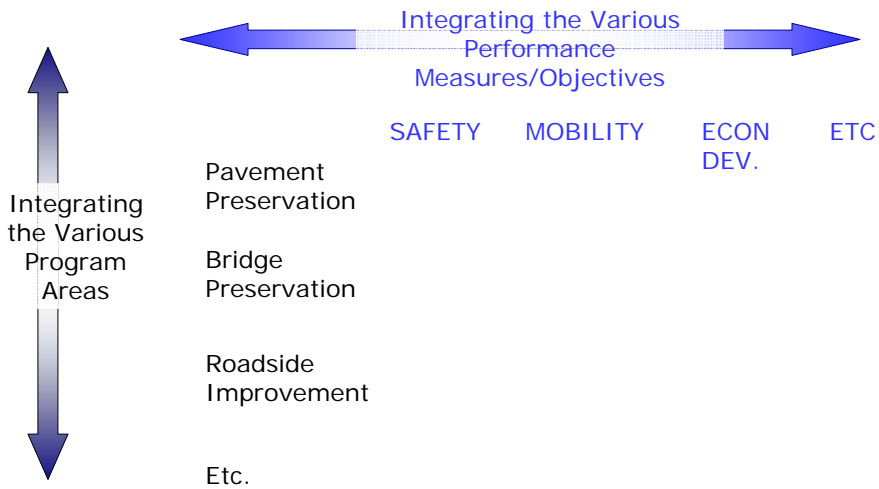 Integrating the Various
Performance
Measures/Objectives
SAFETY MOBILITY ECON ETC
DEV.
Pavement
Preservation
Integrating
the Various
Program
Areas
Bridge
Preservation
Roadside
Improvement
Etc.